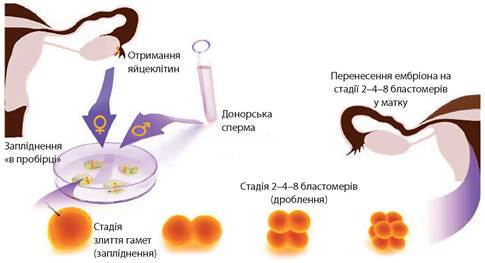 Отримання
яйцеклітин
Донорська
сперма
Перенесення ембріона на
стадії 2–4–8 бластомерів
у матку
Запліднення
«в пробірці»
Стадія
злиття гамет
(запліднення)
Стадія 2–4–8 бластомерів
(дроблення)